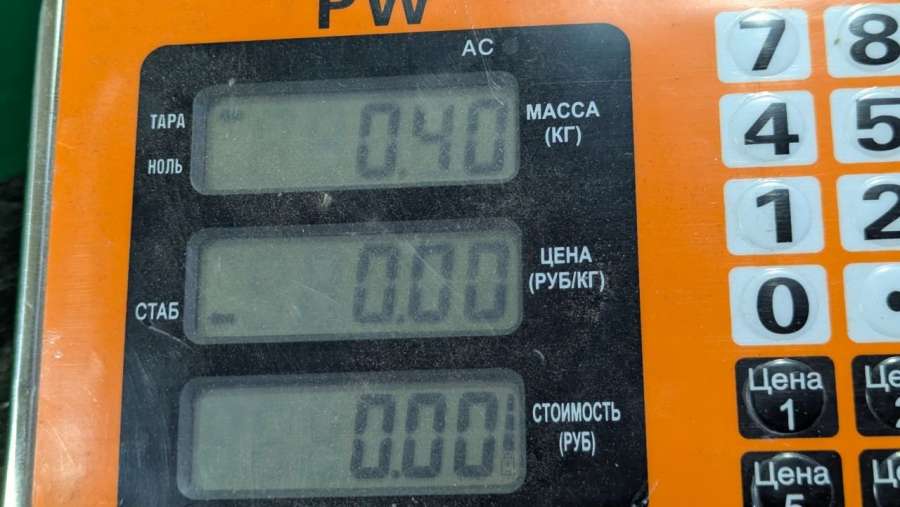 PW
AC
ТАРА
НОЛЬ
0.40
МАССА
(КГ)
СТАБ
0.00
ЦЕНА
(РУБ/КГ)
0.00
СТОИМОСТЬ
(РУБ)
7 8
4 5
1 2
0 .
Цена
1
Цена
5